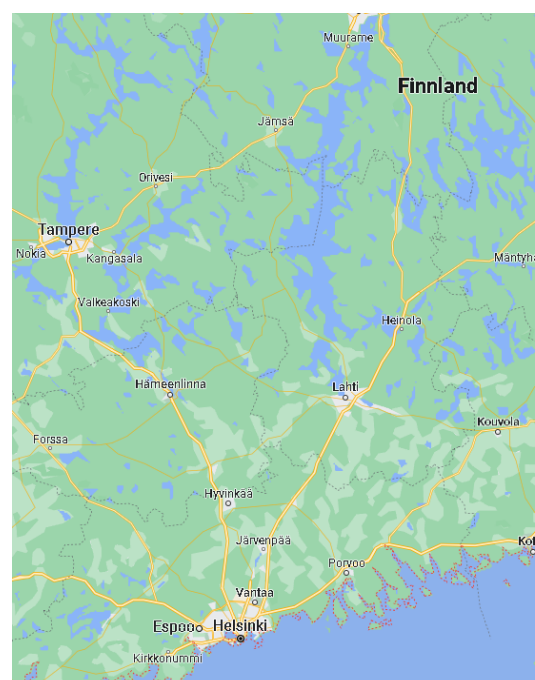 Muurame
Finnland
Jämsä
Orivesi
Tampere
Nokia
Kangasala
Mäntyha
Valkeakoski
Heinola
Hämeenlinna
Lahti
Kouvola
Forssa
Hyvinkää
Järvenpää
Kot
Porvoo
Vantaa
Espoo
Helsinki
Kirkkonummi